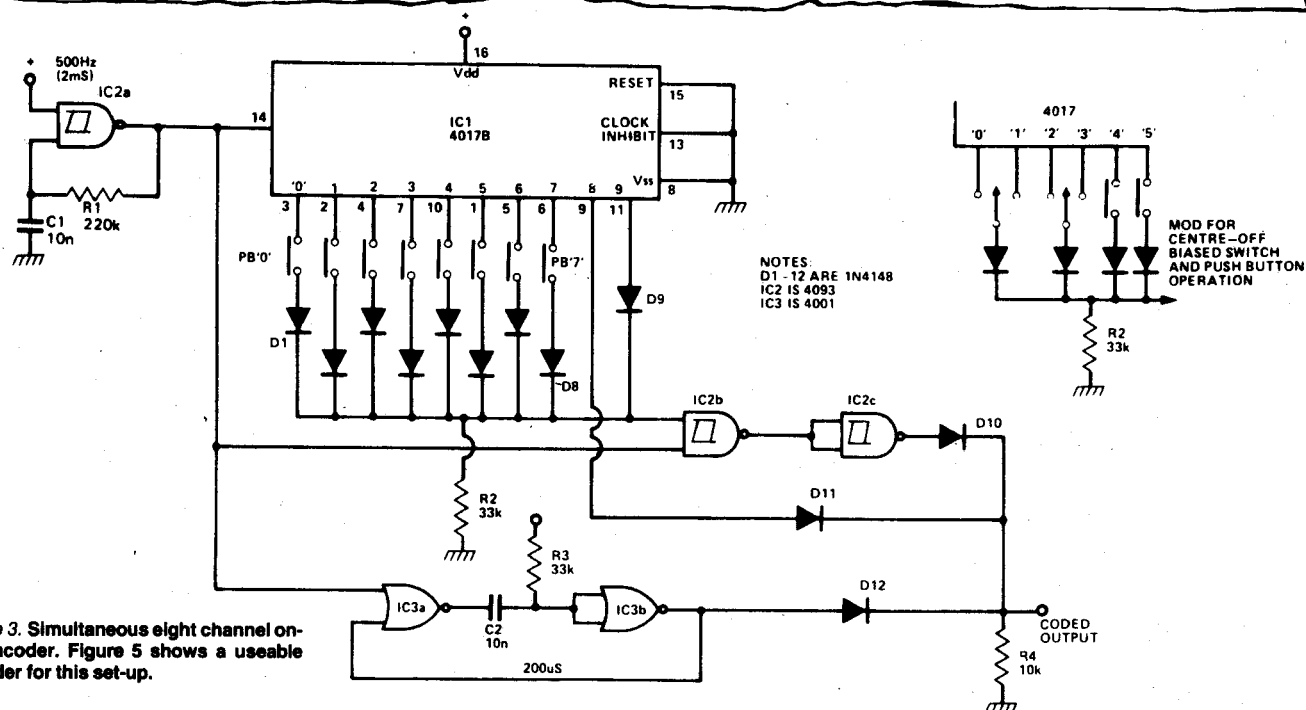 +
16
Vdd
+
500Hz
(2mS)
IC2a
14
R1
220k
C1
10n
IC1
4017B
RESET
15
CLOCK
INHIBIT
13
Vss
8
'0' 1 2 3 4 5 6 7 8 9
3 2 4 7 10 1 5 6 9 11
PB'0'
PB'7'
D1
D8
D9
NOTES:
D1 - 12 ARE 1N4148
IC2 IS 4093
IC3 IS 4001
4017
'0' '1' '2' '3' '4' '5'
MOD FOR
CENTRE-OFF
BIASED SWITCH
AND PUSH BUTTON
OPERATION
R2
33k
IC2b
IC2c
D10
D11
R2
33k
R3
33k
IC3a
C2
10n
IC3b
D12
CODED
OUTPUT
R4
10k
200uS
e 3. Simultaneous eight channel on-
ncoder. Figure 5 shows a useable
der for this set-up.